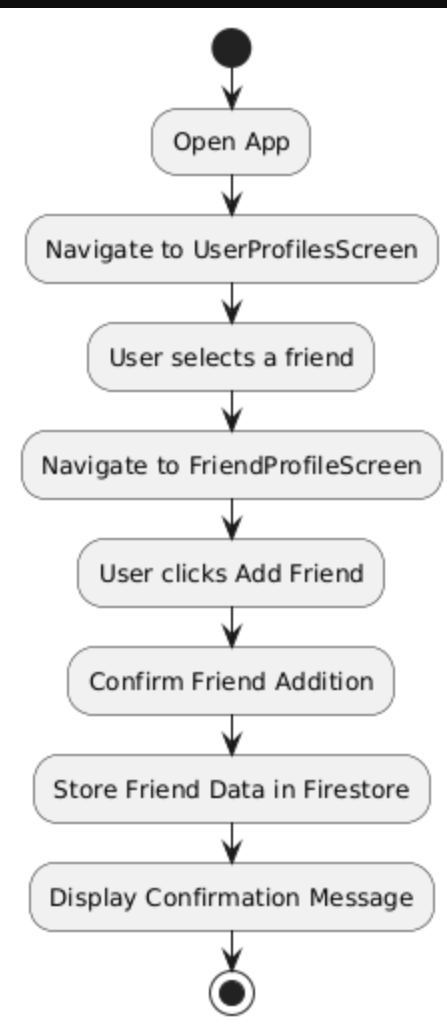 Open App
Navigate to UserProfilesScreen
User selects a friend
Navigate to FriendProfileScreen
User clicks Add Friend
Confirm Friend Addition
Store Friend Data in Firestore
Display Confirmation Message